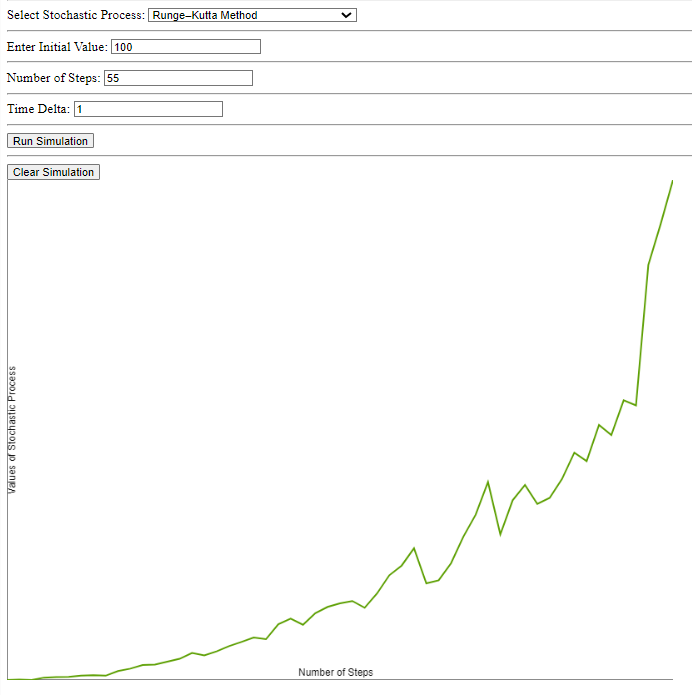 Select Stochastic Process: Runge–Kutta Method
Enter Initial Value: 100
Number of Steps: 55
Time Delta: 1
Run Simulation
Clear Simulation
Values of Stochastic Process
Number of Steps